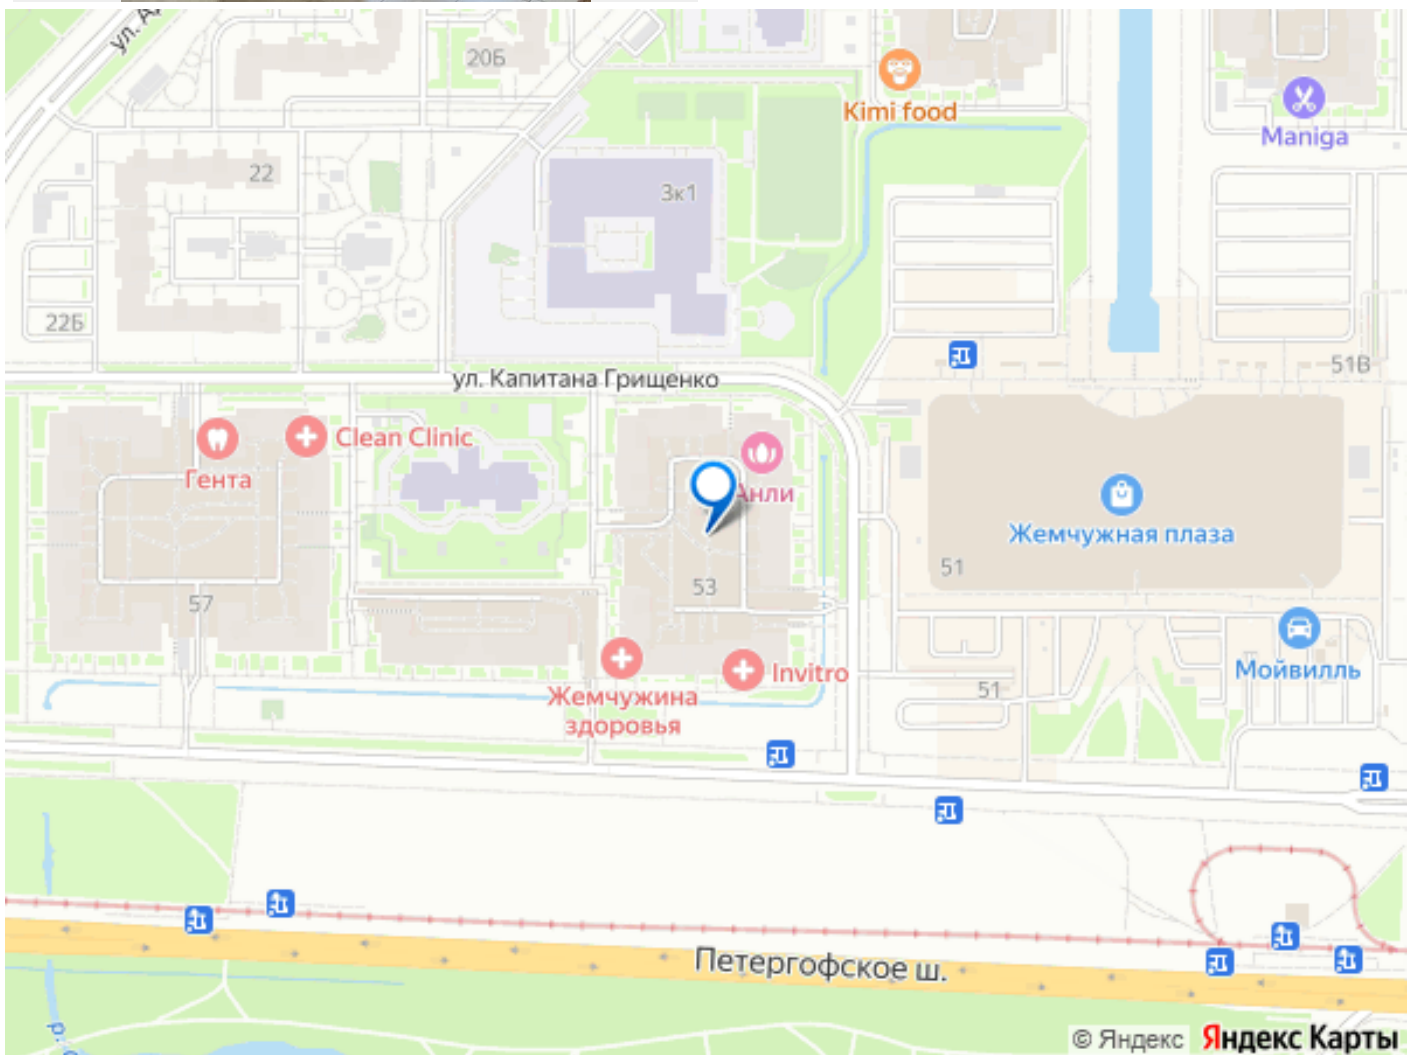 ул.
20Б
Kimi food
Maniga
22
3к1
22Б
51В
ул. Капитана Грищенко
Clean Clinic
Гента
Анли
Жемчужная плаза
51
53
57
Мойвилль
Invitro
51
Жемчужина
здоровья
Петергофское ш.
р.
© Яндекс Яндекс Карты